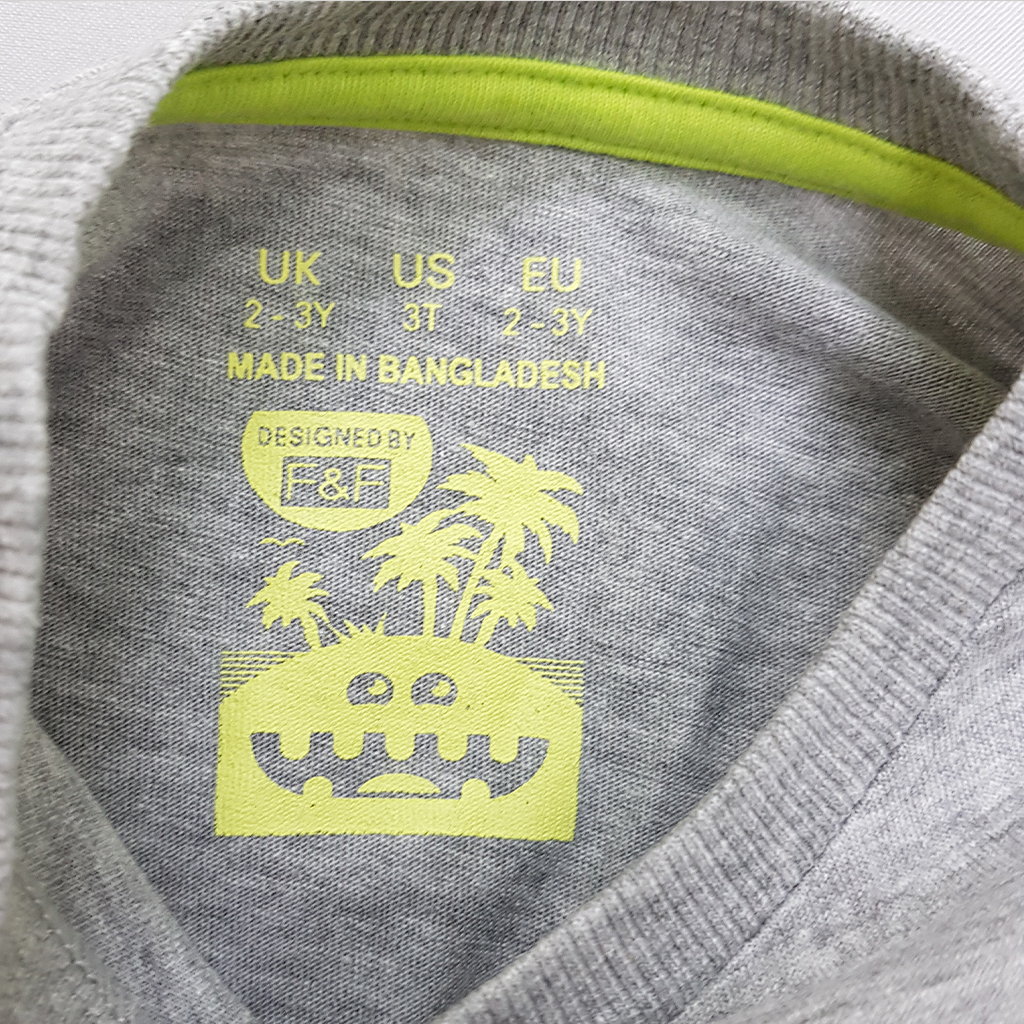 UK US EU
2-3Y 3T 2-3Y
MADE IN BANGLADESH
DESIGNED BY
F&F